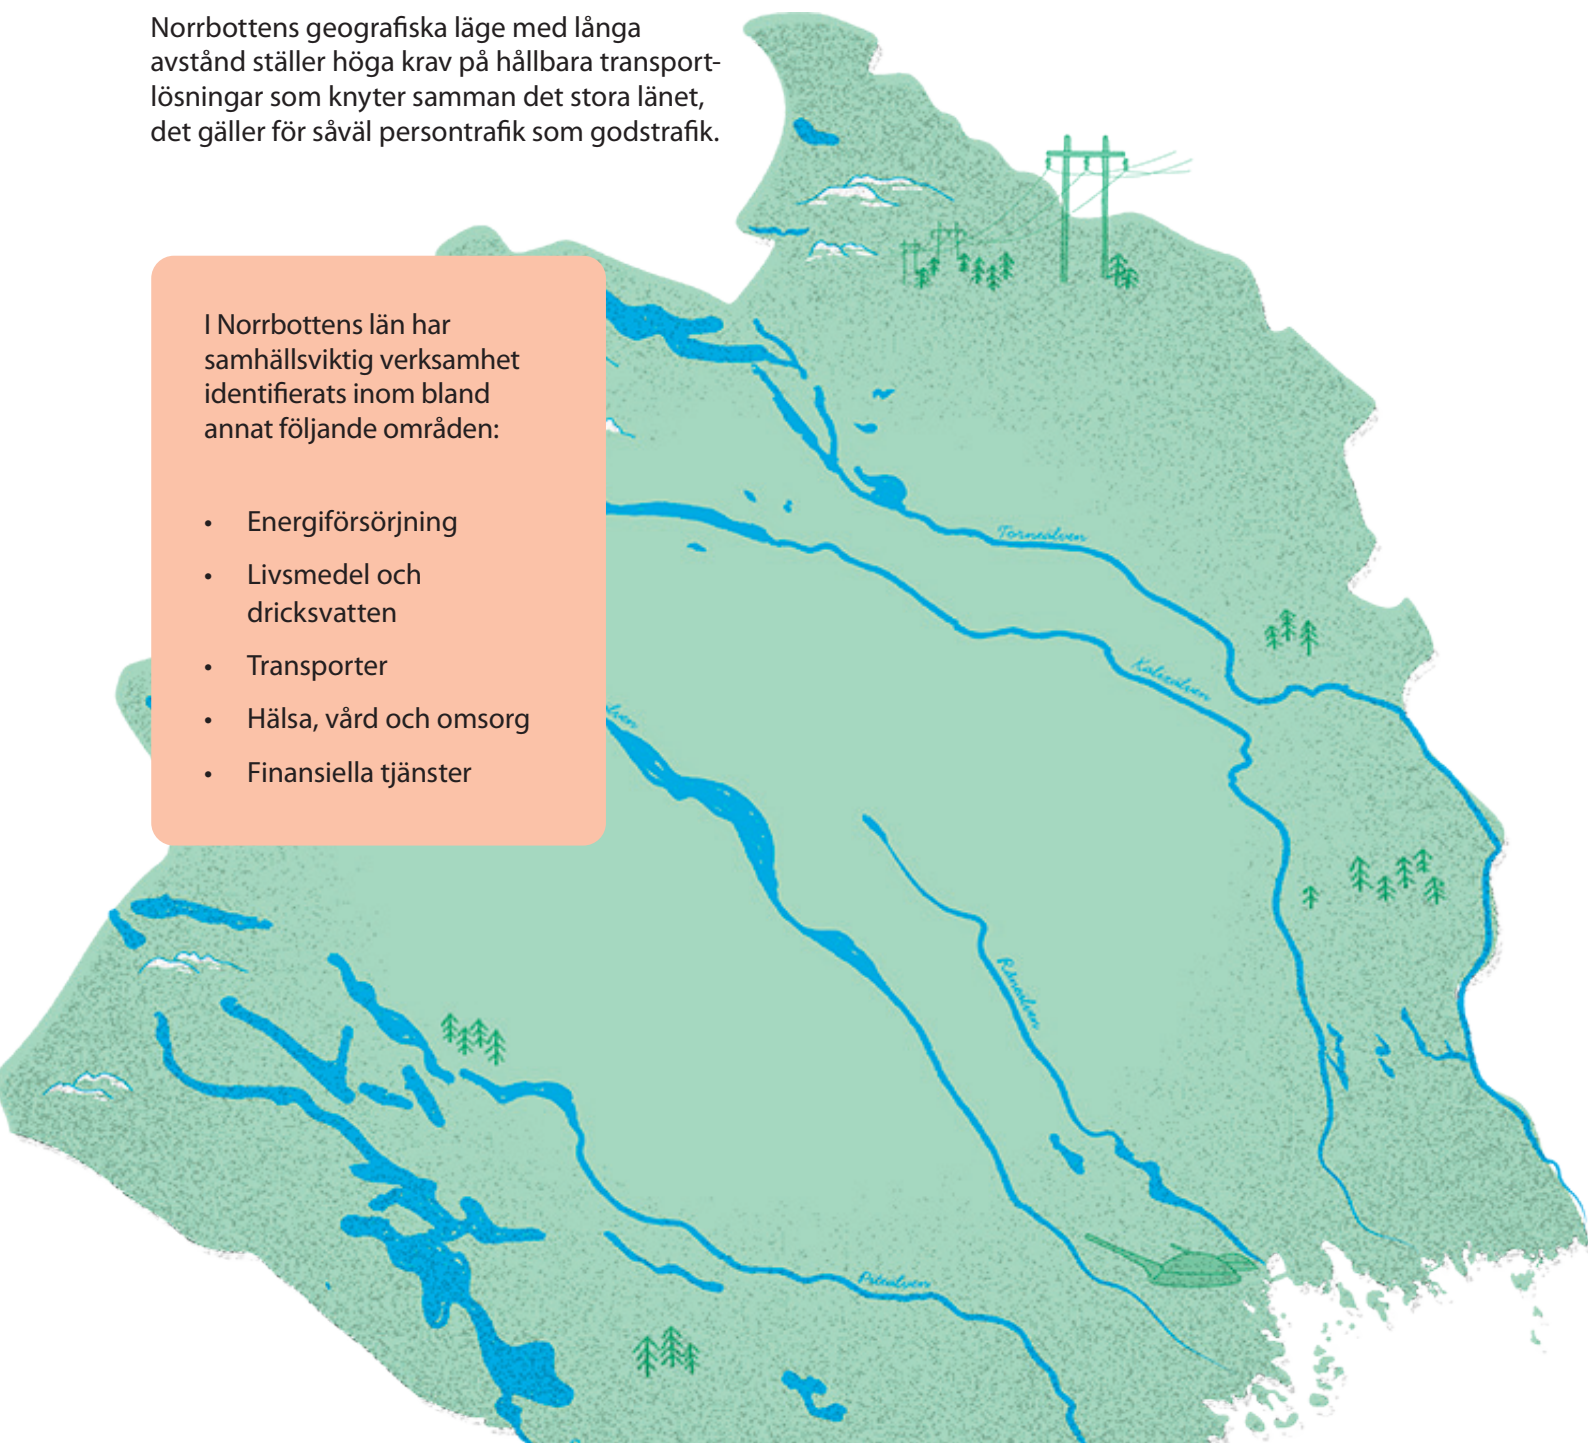 Norrbottens geografiska läge med långa
avstånd ställer höga krav på hållbara transport-
lösningar som knyter samman det stora länet,
det gäller för såväl persontrafik som godstrafik.
I Norrbottens län har
samhällsviktig verksamhet
identifierats inom bland
annat följande områden:
• Energiförsörjning
• Livsmedel och
dricksvatten
• Transporter
• Hälsa, vård och omsorg
• Finansiella tjänster
Torneälven
Kalixälven
Råneälven
Piteälven